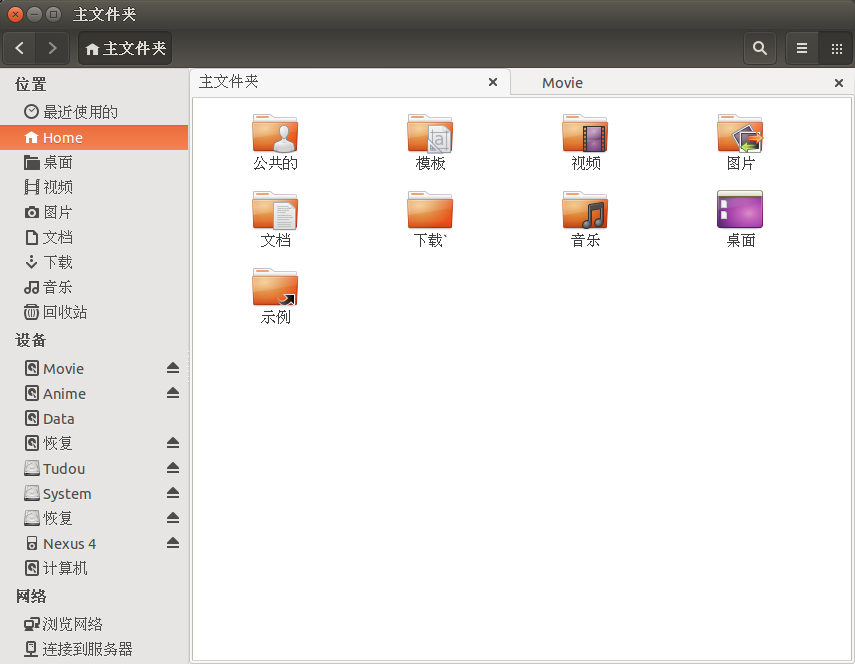 主文件夹
主文件夹
位置
最近使用的
Home
桌面
视频
图片
文档
下载
音乐
回收站
设备
Movie
Anime
Data
恢复
Tudou
System
恢复
Nexus 4
计算机
网络
浏览网络
连接到服务器
主文件夹 Movie
公共的 模板 视频 图片
文档 下载` 音乐 桌面
示例